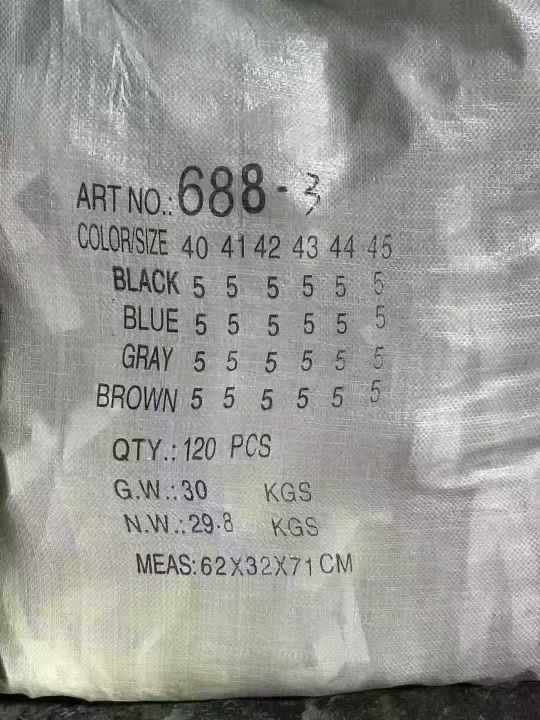 ART NO.: 688-3
COLOR/SIZE 40 41 42 43 44 45
BLACK 5 5 5 5 5 5
BLUE 5 5 5 5 5 5
GRAY 5 5 5 5 5 5
BROWN 5 5 5 5 5 5
QTY.: 120 PCS
G.W.: 30 KGS
N.W.: 29.8 KGS
MEAS: 62X32X71 CM